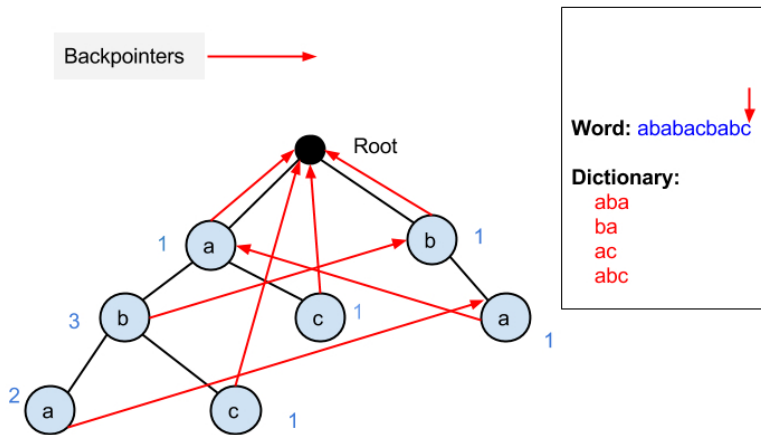 Backpointers
Word: ababacbabc
Root
Dictionary:
aba
ba
ac
abc
1
a
b
1
3
b
c
1
a
1
2
a
c
1